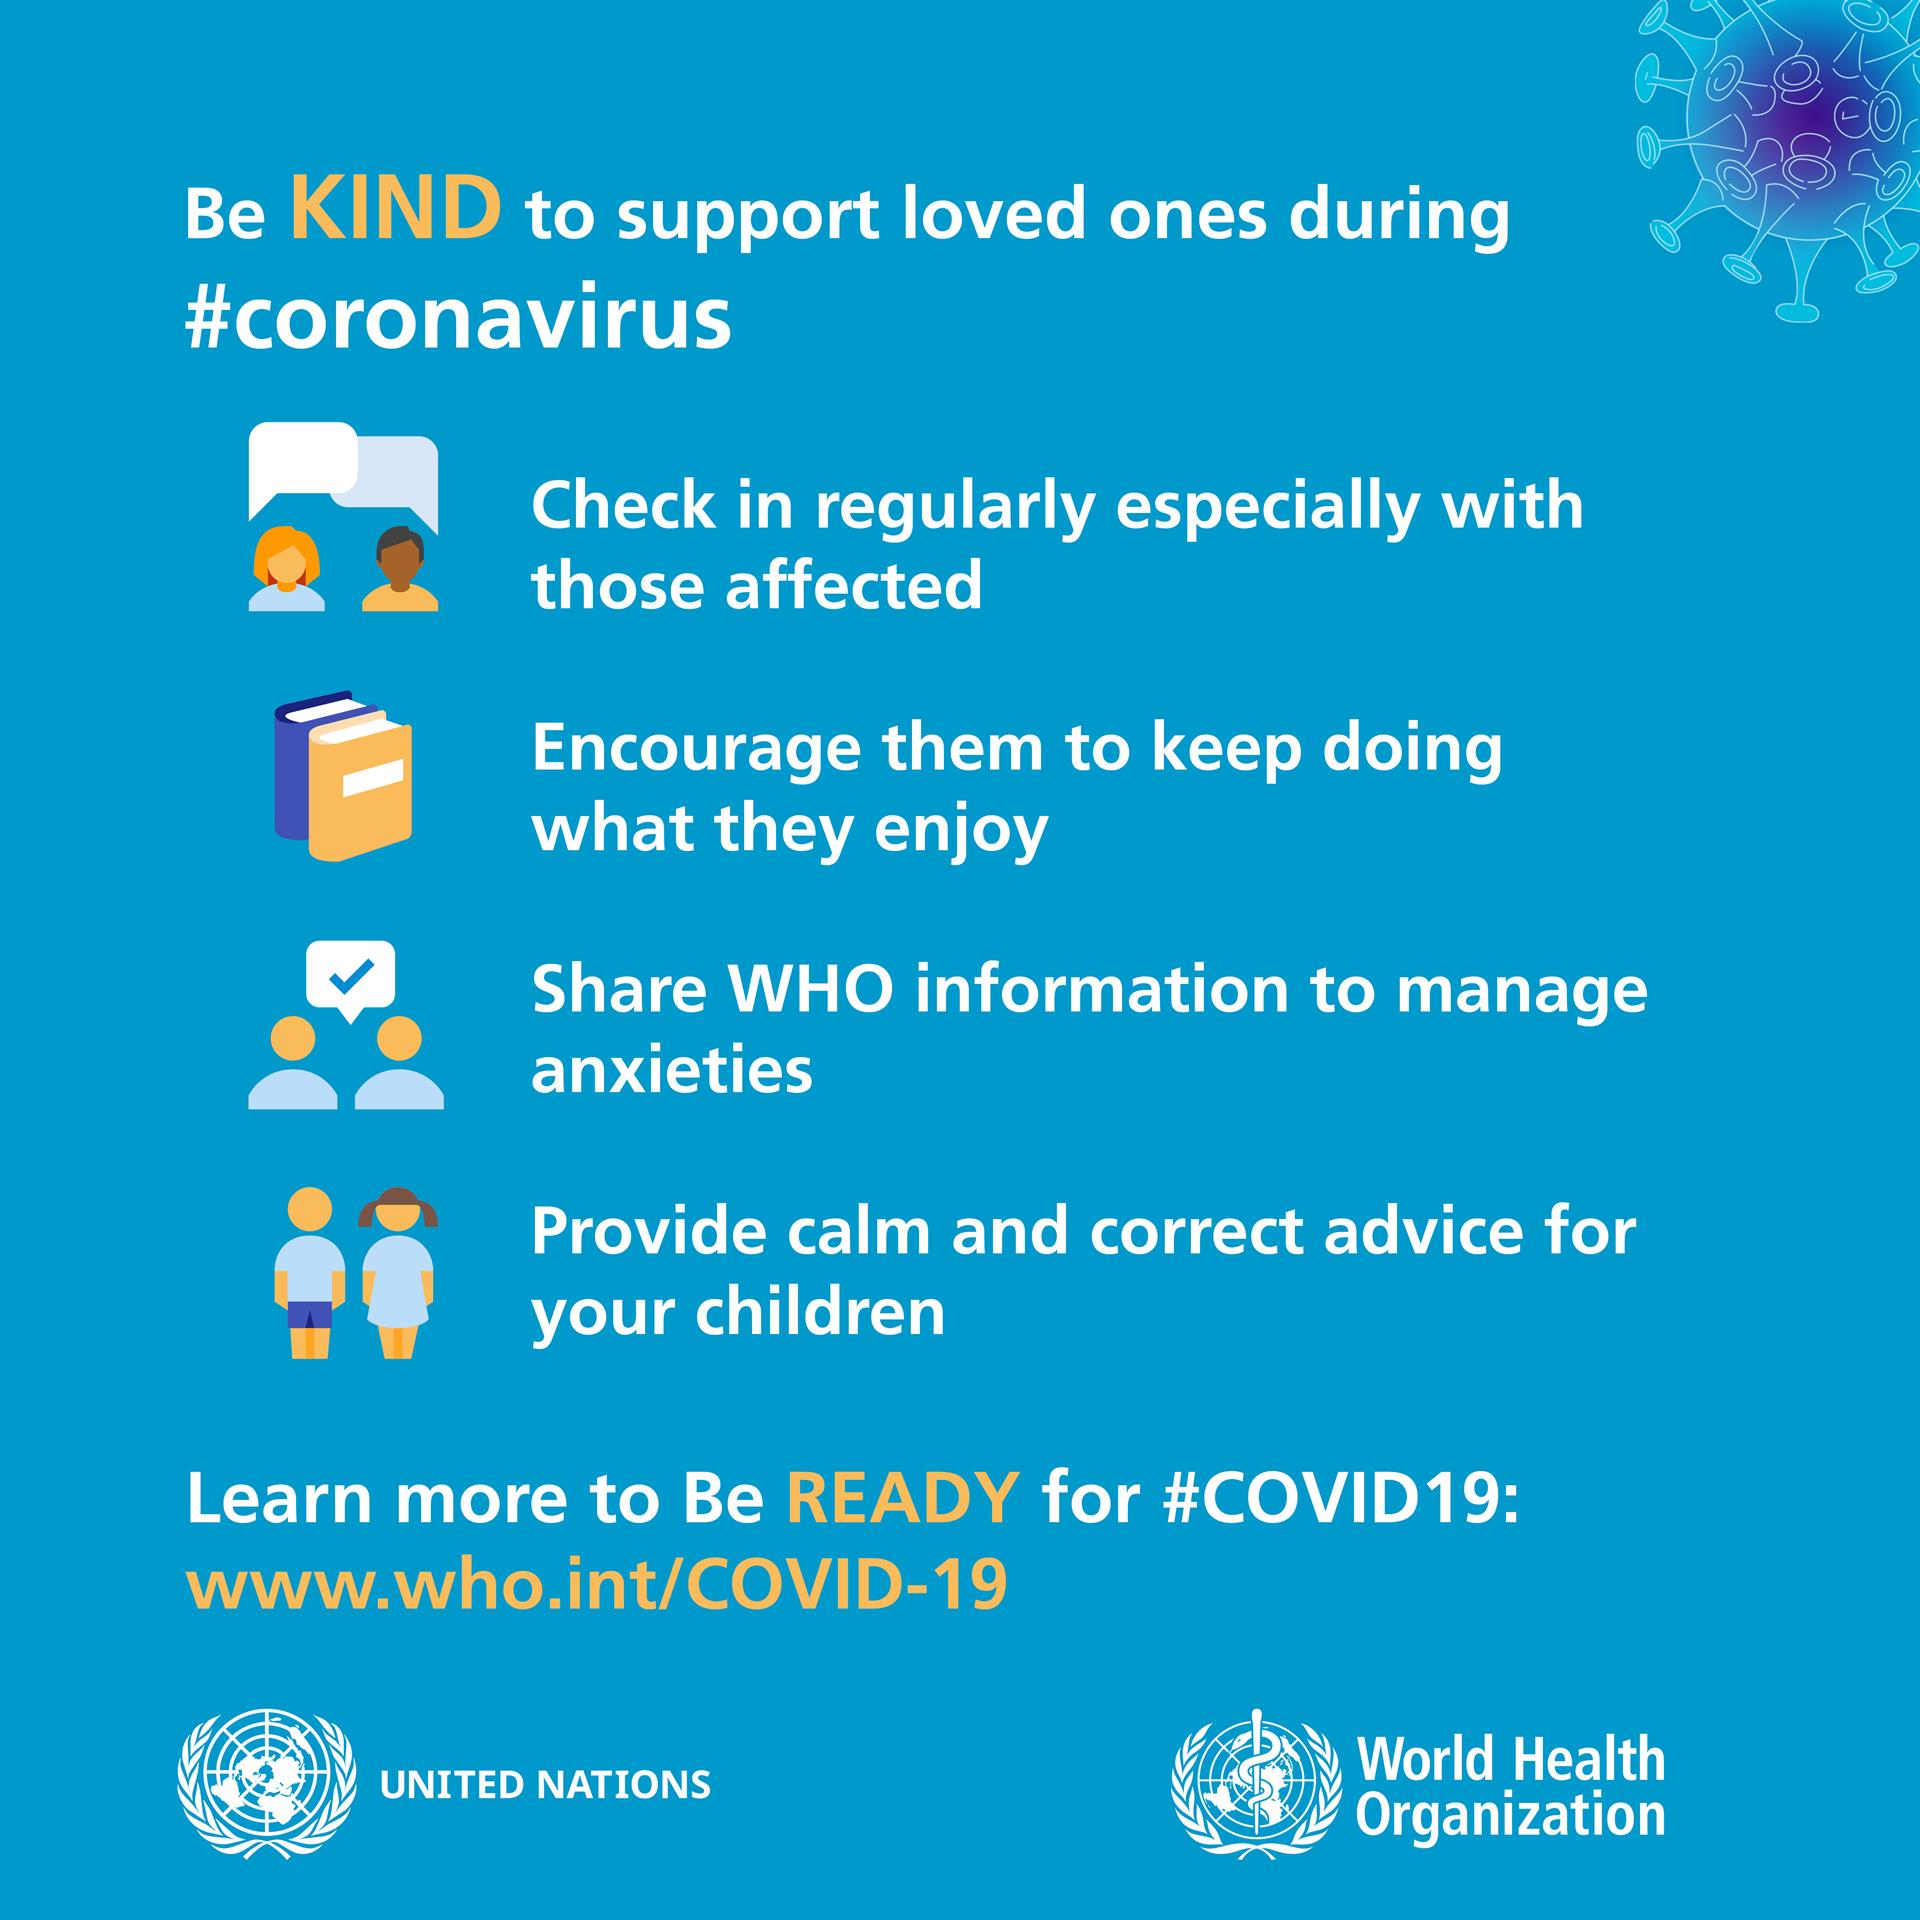 Be KIND to support loved ones during
#coronavirus
Check in regularly especially with
those affected
Encourage them to keep doing
what they enjoy
Share WHO information to manage
anxieties
Provide calm and correct advice for
your children
Learn more to Be READY for #COVID19:
www.who.int/COVID-19
UNITED NATIONS
World Health
Organization